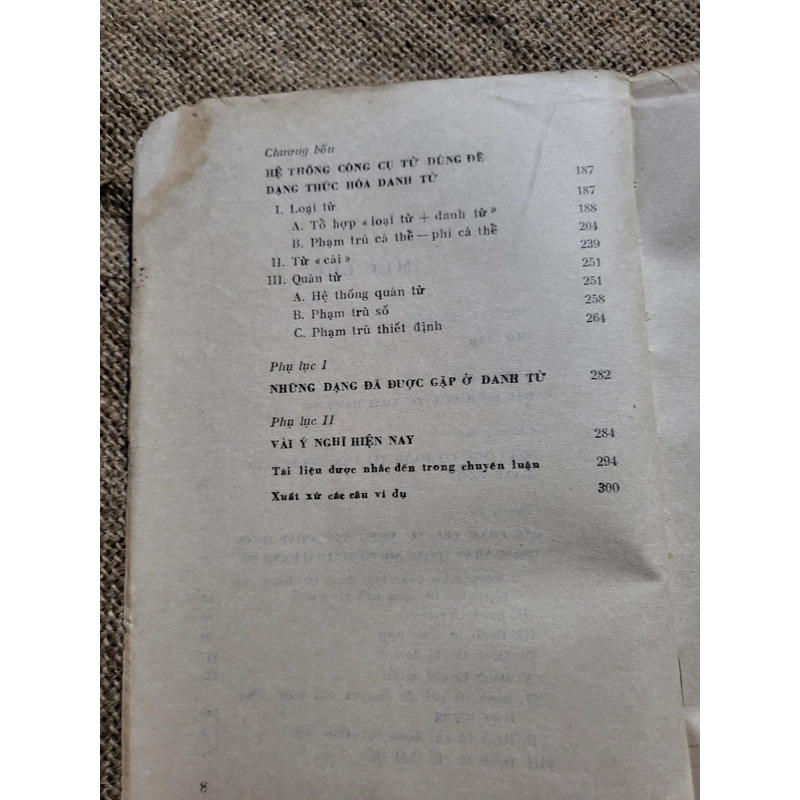 Chương bốn
HỆ THỐNG CÔNG CỤ TỪ DÙNG ĐỂ
DẠNG THỨC HÓA DANH TỪ 187
I. Loại từ 187
A. Tổ hợp «loại từ + danh từ» 188
B. Phạm trù cá thể — phi cá thể 204
II. Từ «cái» 239
III. Quán từ 251
A. Hệ thống quán từ 251
B. Phạm trù số 258
C. Phạm trù thiết định 264
Phụ lục I
NHỮNG DẠNG ĐÃ ĐƯỢC GẶP Ở DANH TỪ 282
Phụ lục II
VÀI Ý NGHĨ HIỆN NAY 284
Tài liệu được nhắc đến trong chuyên luận 294
Xuất xứ các câu ví dụ 300
8